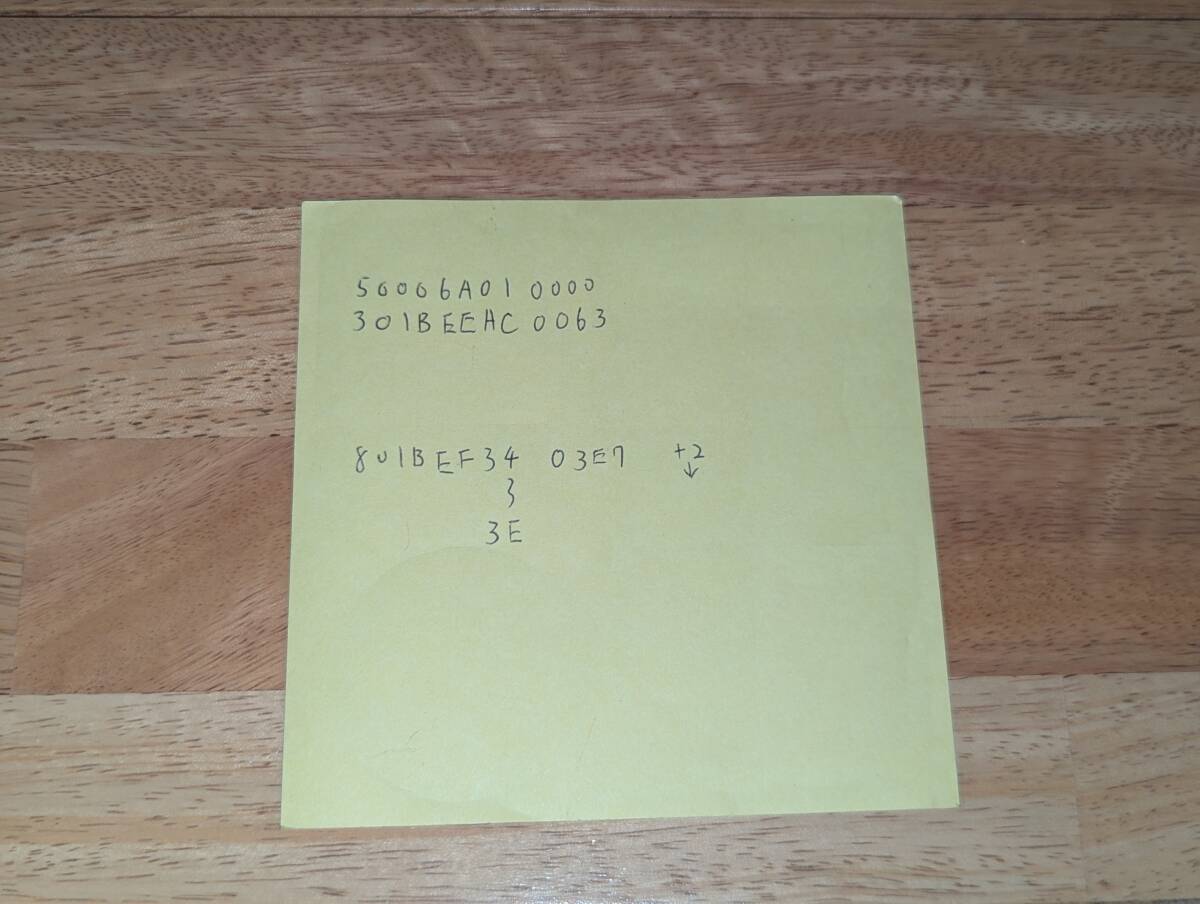 50006A01 0000
301BEEAC 0063
801BEF34 03E7 +2
↓
3
3E